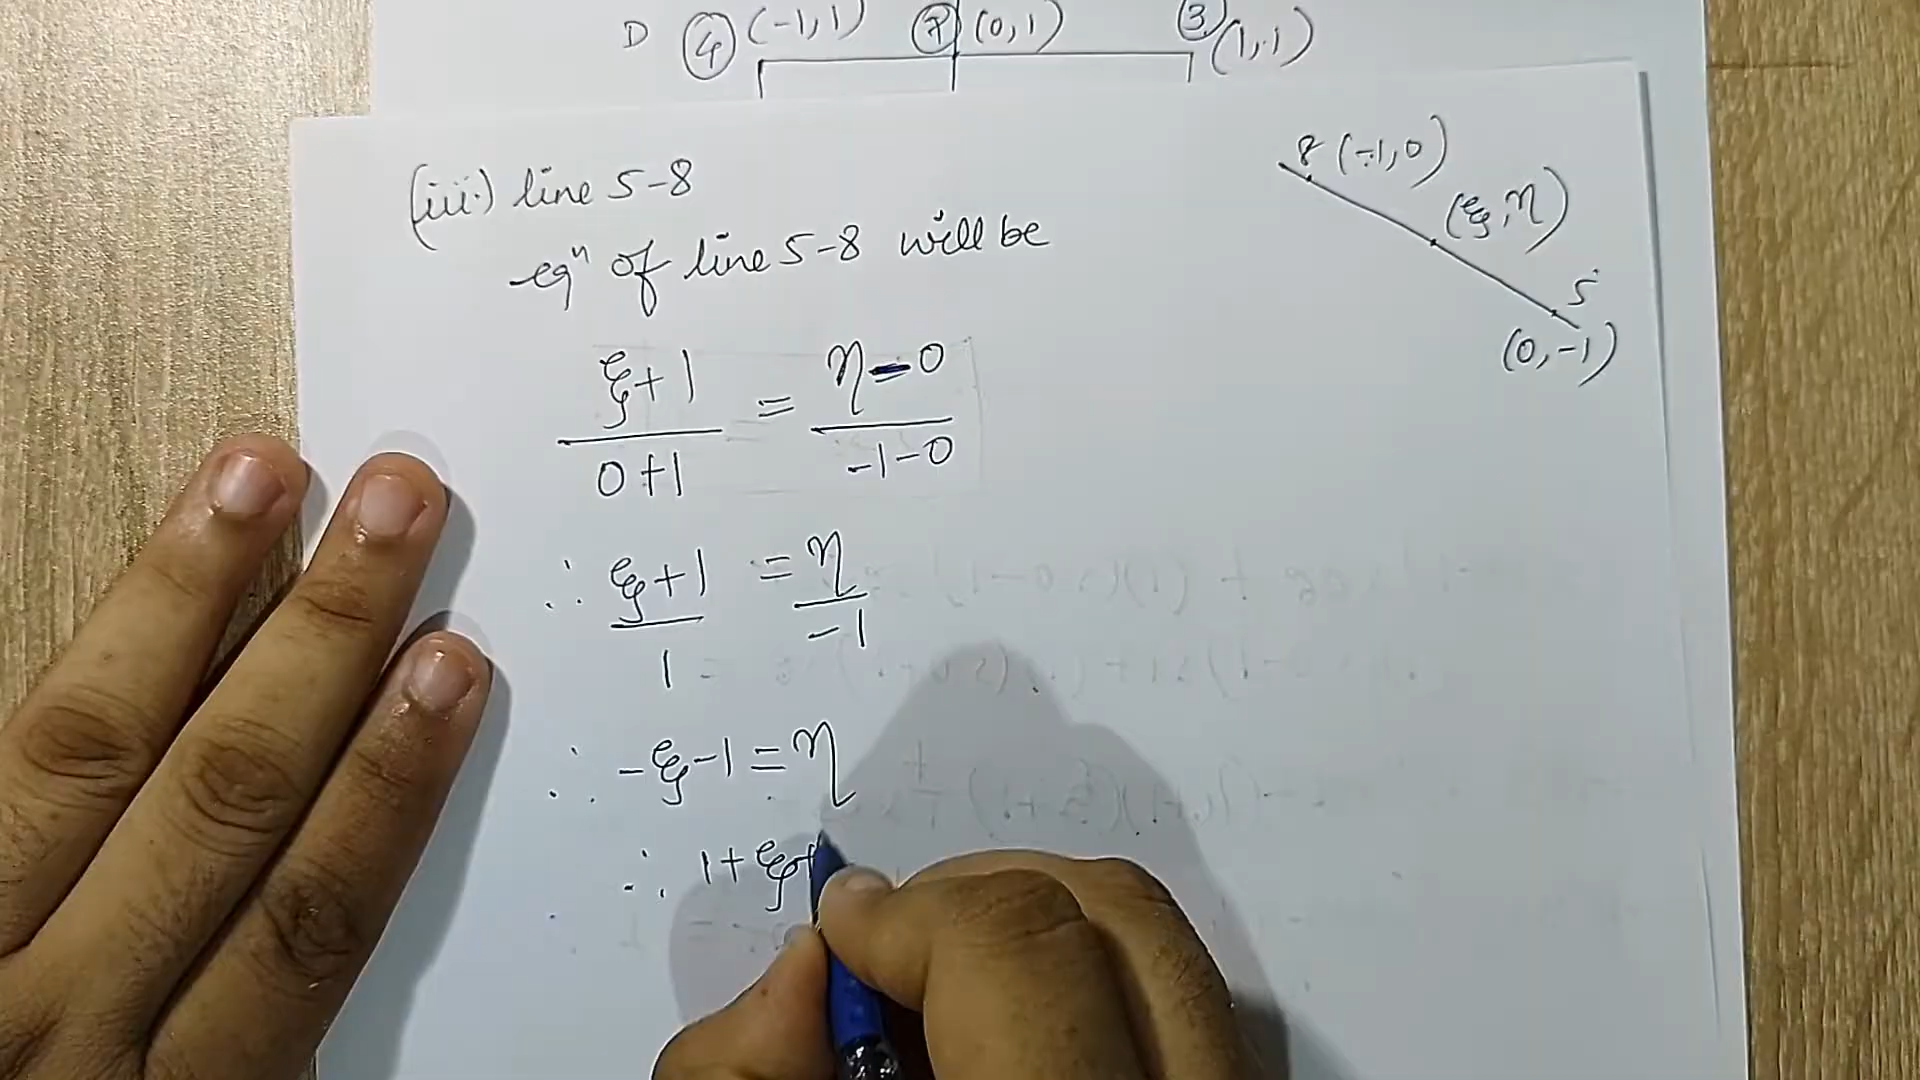 D ④ (-1,1) ⑦ (0,1) ③ (1,1)
(iii) line 5-8
eqⁿ of line 5-8 will be
8 (-1,0)
(ξ,η)
5
(0,-1)
ξ+1 = η-0
0+1 -1-0
∴ ξ+1 = η
1 -1
∴ -ξ-1=η
∴ 1+ξ+